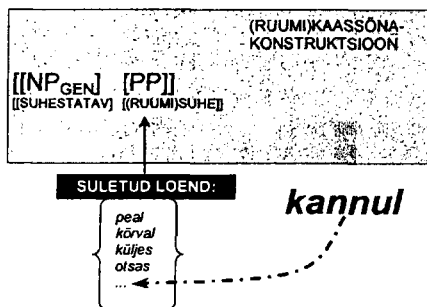 (RUUMI)KAASSÕNA-
KONSTRUKTSIOON
[[NPGEN] [PP]]
[[SUHESTATAV] [(RUUMI)SUHE]]
SULETUD LOEND:
kannul
peal
kõrval
küljes
otsas
...